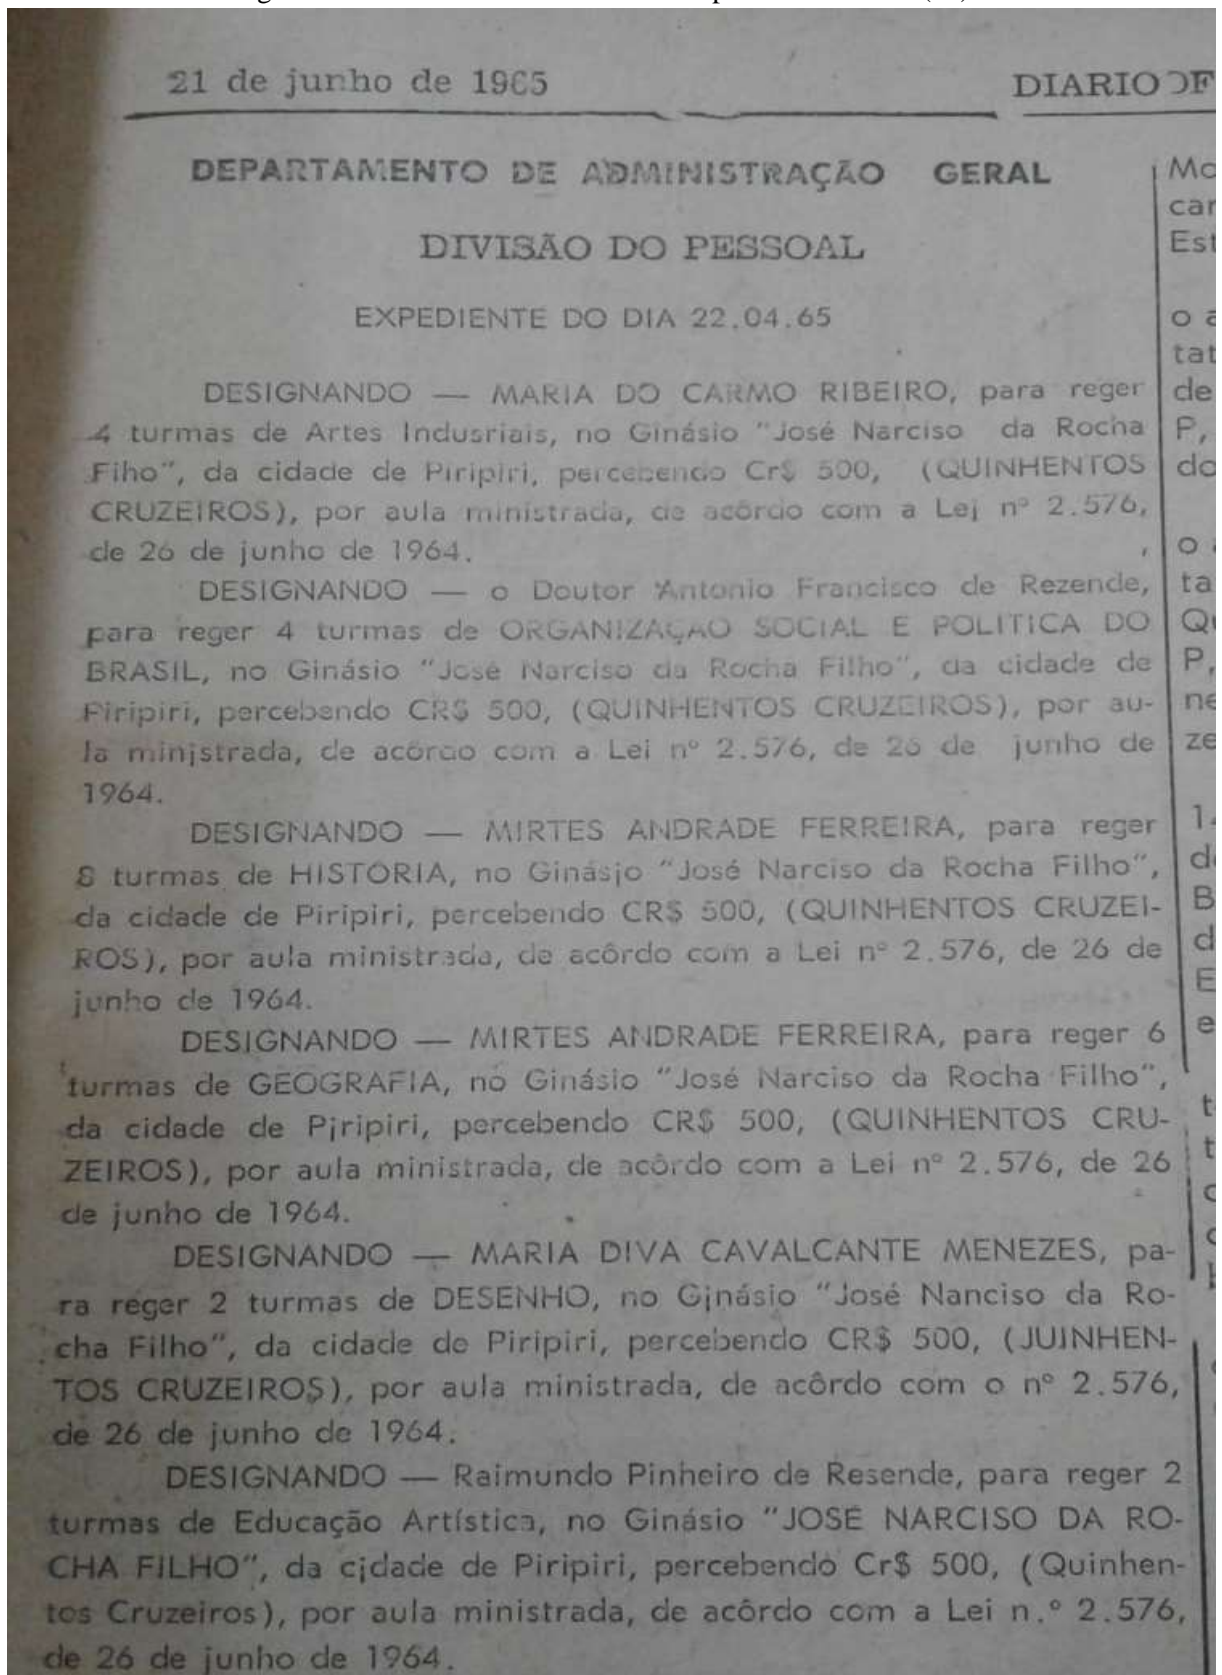 21 de junho de 1965
DIARIO OF
DEPARTAMENTO DE ADMINISTRAÇÃO GERAL
DIVISÃO DO PESSOAL
EXPEDIENTE DO DIA 22.04.65
DESIGNANDO — MARIA DO CARMO RIBEIRO, para reger
4 turmas de Artes Indusriais, no Ginásio "José Narciso da Rocha
Fiho", da cidade de Piripiri, percebendo Cr$ 500, (QUINHENTOS
CRUZEIROS), por aula ministrada, de acôrdo com a Lej nº 2.576,
de 26 de junho de 1964.
DESIGNANDO — o Doutor Antonio Francisco de Rezende,
para reger 4 turmas de ORGANIZAÇAO SOCIAL E POLITICA DO
BRASIL, no Ginásio "José Narciso da Rocha Filho", da cidade de
Piripiri, percebendo CR$ 500, (QUINHENTOS CRUZEIROS), por au-
la minjstrada, de acôrdo com a Lei nº 2.576, de 26 de junho de
1964.
DESIGNANDO — MIRTES ANDRADE FERREIRA, para reger
8 turmas de HISTORIA, no Ginásjo "José Narciso da Rocha Filho",
da cidade de Piripiri, percebendo CR$ 500, (QUINHENTOS CRUZEI-
ROS), por aula ministrada, de acôrdo com a Lei nº 2.576, de 26 de
junho de 1964.
DESIGNANDO — MIRTES ANDRADE FERREIRA, para reger 6
turmas de GEOGRAFIA, no Ginásio "José Narciso da Rocha Filho",
da cidade de Pjripiri, percebendo CR$ 500, (QUINHENTOS CRU-
ZEIROS), por aula ministrada, de acôrdo com a Lei nº 2.576, de 26
de junho de 1964.
DESIGNANDO — MARIA DIVA CAVALCANTE MENEZES, pa-
ra reger 2 turmas de DESENHO, no Gjnásio "José Nanciso da Ro-
cha Filho", da cidade de Piripiri, percebendo CR$ 500, (JUINHEN-
TOS CRUZEIROS), por aula ministrada, de acôrdo com o nº 2.576,
de 26 de junho de 1964.
DESIGNANDO — Raimundo Pinheiro de Resende, para reger 2
turmas de Educação Artística, no Ginásio "JOSÉ NARCISO DA RO-
CHA FILHO", da cjdade de Piripiri, percebendo Cr$ 500, (Quinhen-
tos Cruzeiros), por aula ministrada, de acôrdo com a Lei n.º 2.576,
de 26 de junho de 1964.